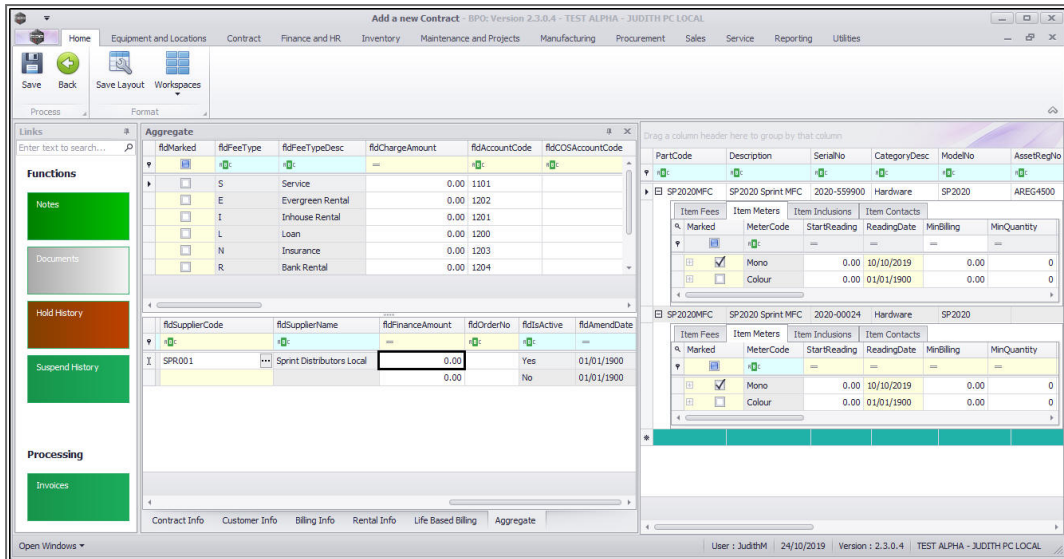 Add a new Contract - BPO: Version 2.3.0.4 - TEST ALPHA - JUDITH PC LOCAL
Home Equipment and Locations Contract Finance and HR Inventory Maintenance and Projects Manufacturing Procurement Sales Service Reporting Utilities
Save Back Save Layout Workspaces
Process Format
Links
Enter text to search...
Functions
Notes
Documents
Hold History
Suspend History
Processing
Invoices
Aggregate
fldMarked fldFeeType fldFeeTypeDesc fldChargeAmount fldAccountCode fldCOSAccountCode
S Service 0.00 1101
E Evergreen Rental 0.00 1202
I Inhouse Rental 0.00 1201
L Loan 0.00 1200
N Insurance 0.00 1203
R Bank Rental 0.00 1204
fldSupplierCode fldSupplierName fldFinanceAmount fldOrderNo fldIsActive fldAmendDate
SPR001 ... Sprint Distributors Local 0.00 Yes 01/01/1900
0.00 No 01/01/1900
Contract Info Customer Info Billing Info Rental Info Life Based Billing Aggregate
Drag a column header here to group by that column
PartCode Description SerialNo CategoryDesc ModelNo AssetRegNo
SP2020MFC SP2020 Sprint MFC 2020-559900 Hardware SP2020 AREG4500
Item Fees Item Meters Item Inclusions Item Contacts
Marked MeterCode StartReading ReadingDate MinBilling MinQuantity
Mono 0.00 10/10/2019 0.00 0
Colour 0.00 01/01/1900 0.00 0
SP2020MFC SP2020 Sprint MFC 2020-00024 Hardware SP2020
Item Fees Item Meters Item Inclusions Item Contacts
Marked MeterCode StartReading ReadingDate MinBilling MinQuantity
Mono 0.00 10/10/2019 0.00 0
Colour 0.00 01/01/1900 0.00 0
Open Windows
User : JudithM 24/10/2019 Version : 2.3.0.4 TEST ALPHA - JUDITH PC LOCAL